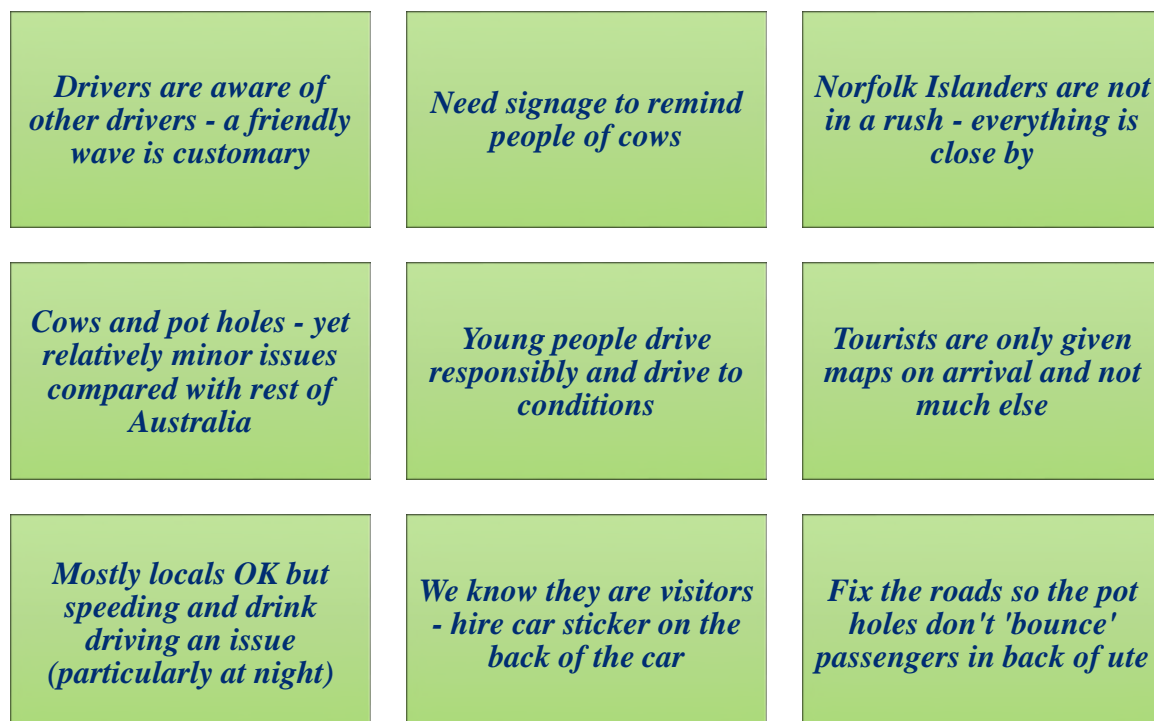 Drivers are aware of
other drivers - a friendly
wave is customary
Need signage to remind
people of cows
Norfolk Islanders are not
in a rush - everything is
close by
Cows and pot holes - yet
relatively minor issues
compared with rest of
Australia
Young people drive
responsibly and drive to
conditions
Tourists are only given
maps on arrival and not
much else
Mostly locals OK but
speeding and drink
driving an issue
(particularly at night)
We know they are visitors
- hire car sticker on the
back of the car
Fix the roads so the pot
holes don't 'bounce'
passengers in back of ute